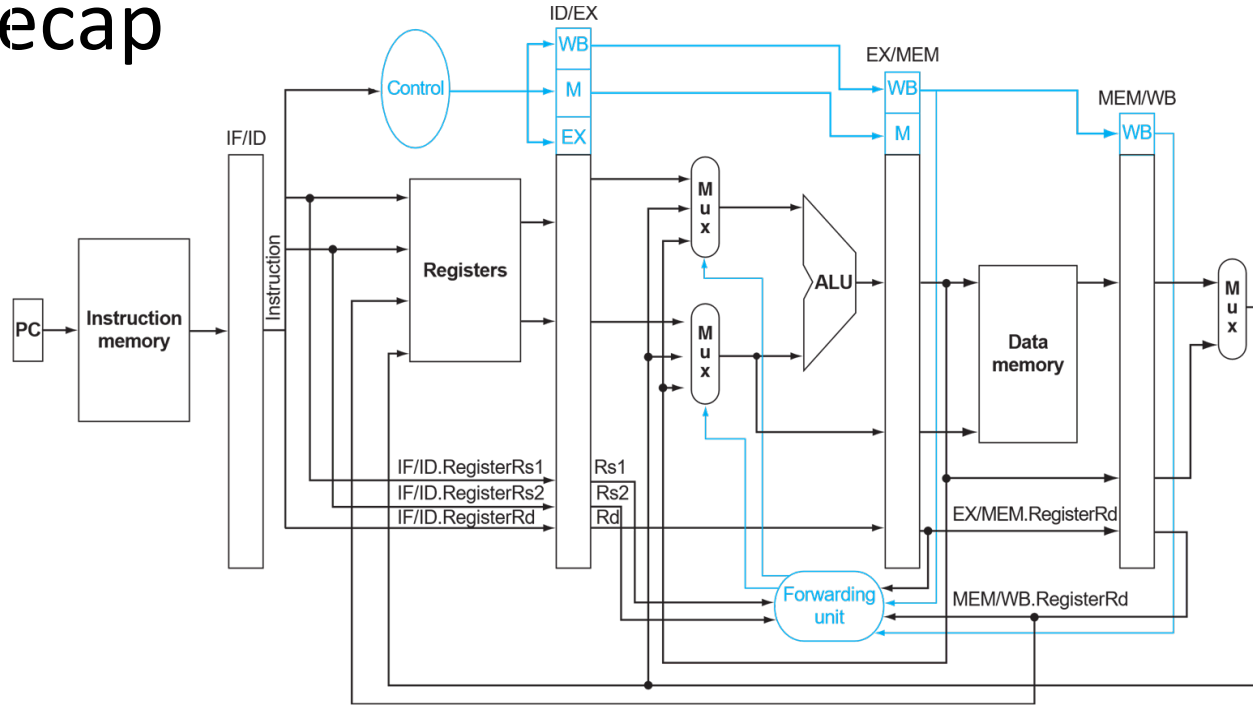 ecap
ID/EX
WB
EX/MEM
Control
M
WB
MEM/WB
IF/ID
EX
M
WB
Mux
Instruction
Registers
ALU
PC
Instruction
memory
Mux
Data
memory
Mux
IF/ID.RegisterRs1
Rs1
IF/ID.RegisterRs2
Rs2
IF/ID.RegisterRd
Rd
EX/MEM.RegisterRd
Forwarding
unit
MEM/WB.RegisterRd